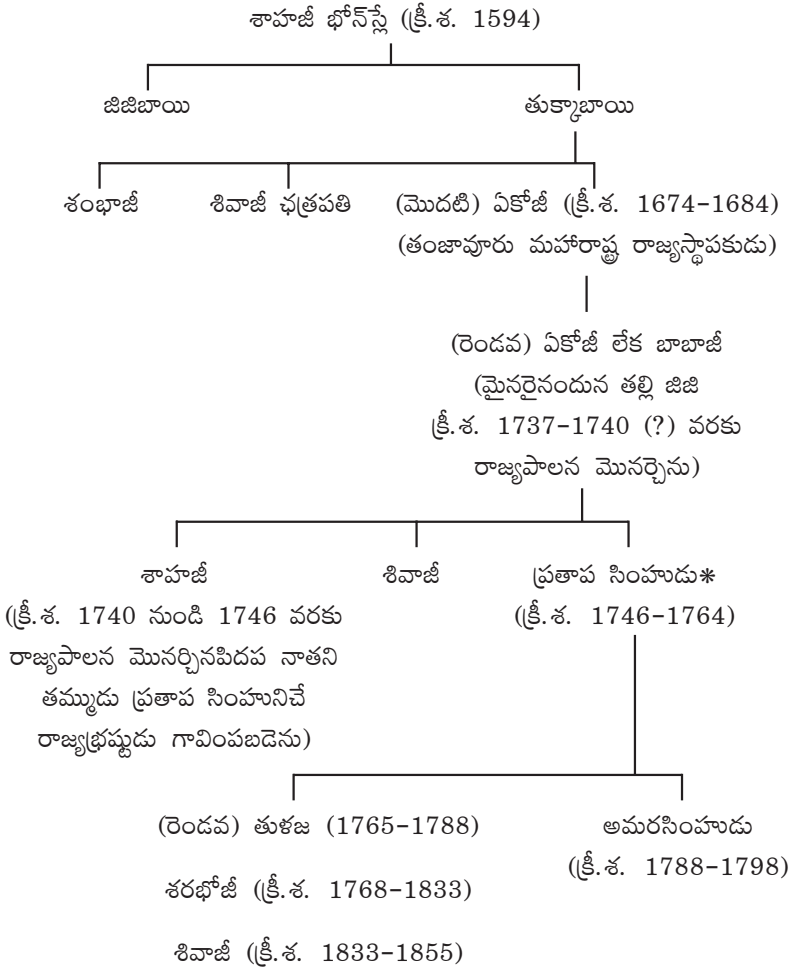 శాహజీ భోన్‌స్లే (క్రీ.శ. 1594)
జిజిబాయి తుక్కాబాయి
శంభాజీ శివాజీ ఛత్రపతి (మొదటి) ఏకోజీ (క్రీ.శ. 1674-1684)
(తంజావూరు మహారాష్ట్ర రాజ్యస్థాపకుడు)
(రెండవ) ఏకోజీ లేక బాబాజీ
(మైనరైనందున తల్లి జిజి
క్రీ.శ. 1737-1740 (?) వరకు
రాజ్యపాలన మొనర్చెను)
శాహజీ శివాజీ ప్రతాప సింహుడు*
(క్రీ.శ. 1740 నుండి 1746 వరకు (క్రీ.శ. 1746-1764)
రాజ్యపాలన మొనర్చినపిదప నాతని
తమ్ముడు ప్రతాప సింహునిచే
రాజ్యభ్రష్టుడు గావింపబడెను)
(రెండవ) తుళజ (1765-1788) అమరసింహుడు
(క్రీ.శ. 1788-1798)
శరభోజీ (క్రీ.శ. 1768-1833)
శివాజీ (క్రీ.శ. 1833-1855)